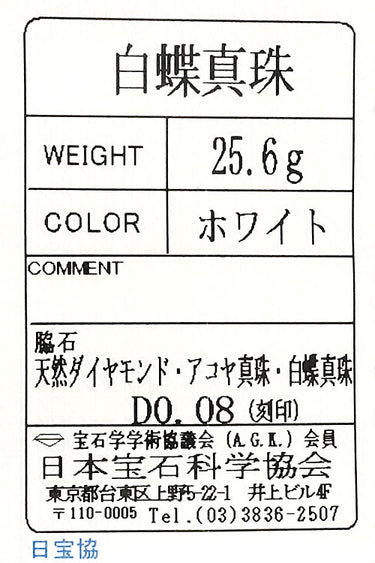 白蝶真珠
WEIGHT 25.6g
COLOR ホワイト
COMMENT
脇石
天然ダイヤモンド・アコヤ真珠・白蝶真珠
D0.08 (刻印)
宝石学学術協議会 (A.G.K.) 会員
日本宝石科学協会
東京都台東区上野5-22-1 井上ビル4F
〒110-0005 Tel.(03)3836-2507
日宝協